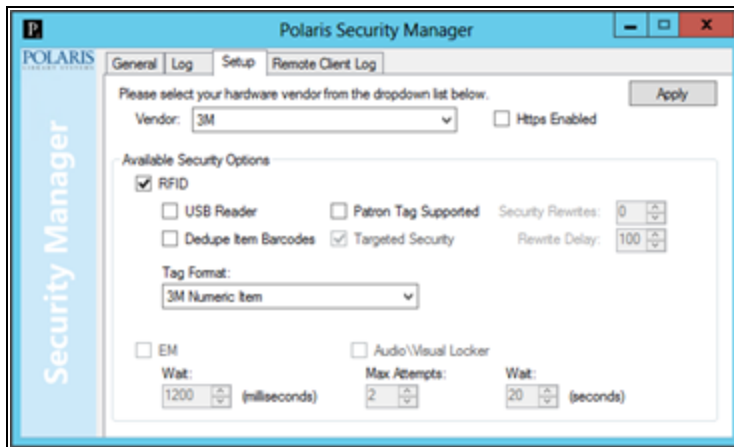 Polaris Security Manager
POLARIS
General Log Setup Remote Client Log
Please select your hardware vendor from the dropdown list below. Apply
Vendor: 3M Https Enabled
Available Security Options
RFID
USB Reader Patron Tag Supported Security Rewrites: 0
Dedupe Item Barcodes Targeted Security Rewrite Delay: 100
Tag Format:
3M Numeric Item
EM Audio\Visual Locker
Wait: Max Attempts: Wait:
1200 (milliseconds) 2 20 (seconds)
Security Manager